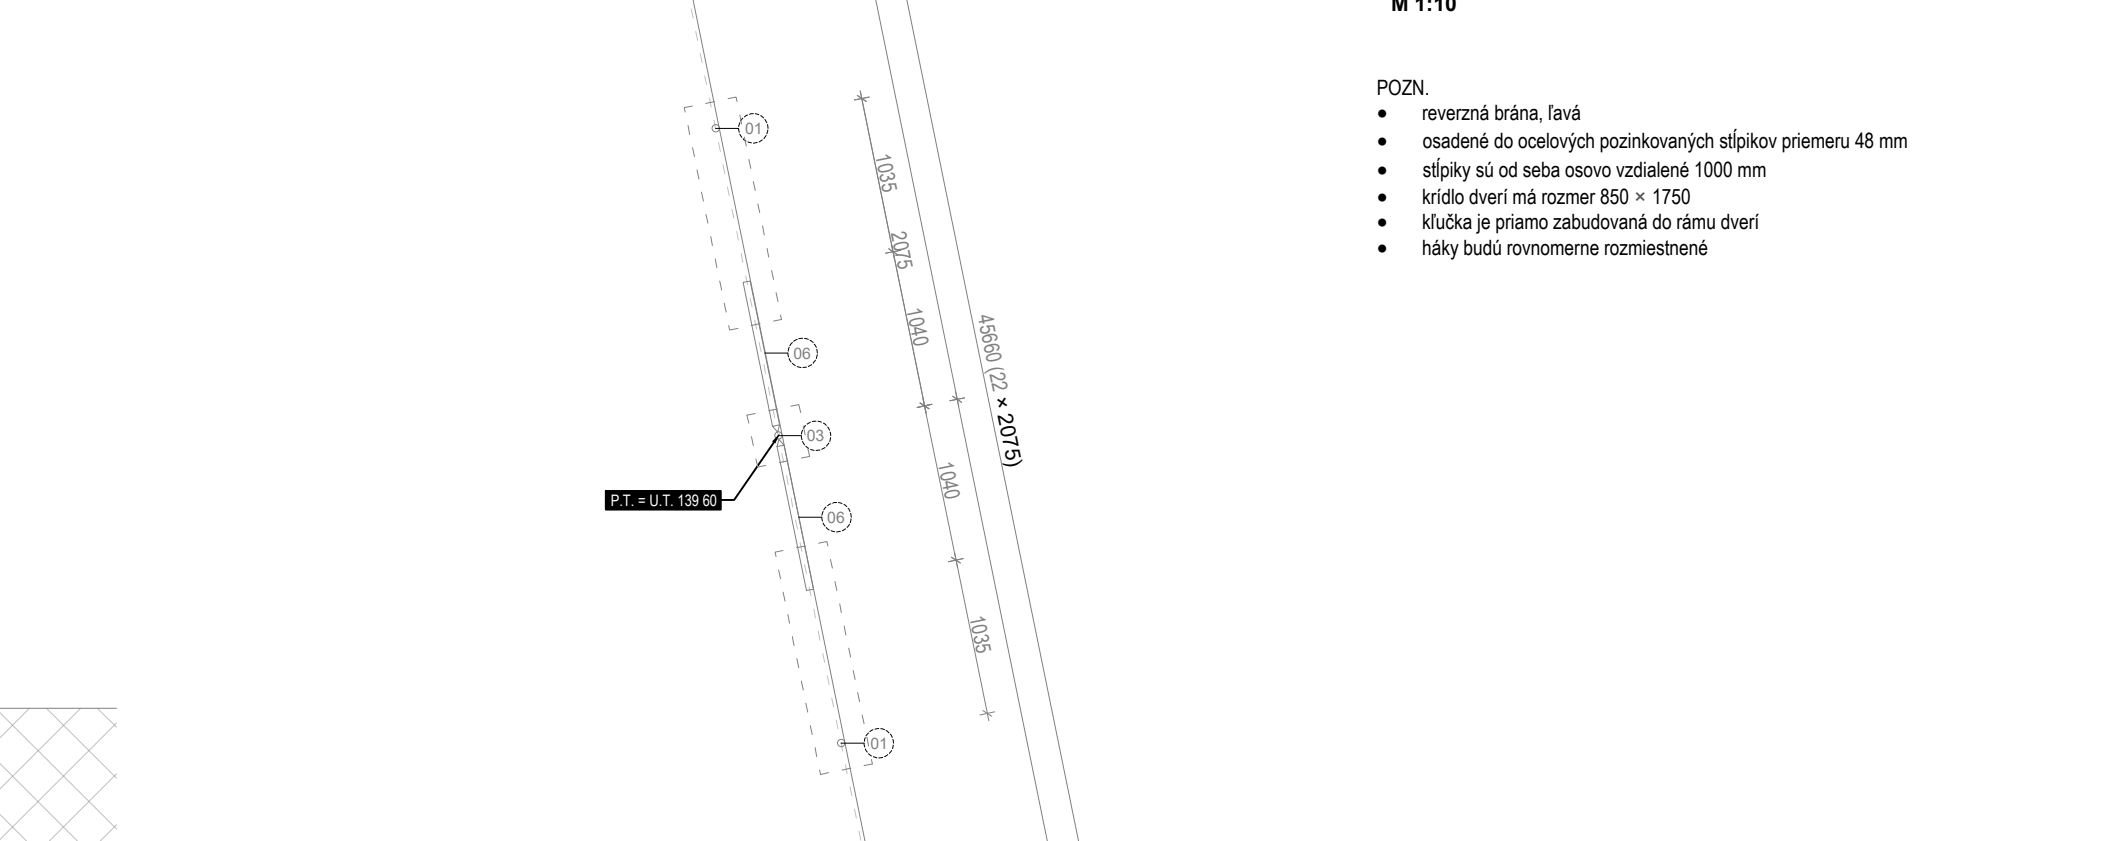 M 1:10
POZN.
● reverzná brána, ľavá
● osadené do ocelových pozinkovaných stĺpikov priemeru 48 mm
● stĺpiky sú od seba osovo vzdialené 1000 mm
● krídlo dverí má rozmer 850 × 1750
● kľučka je priamo zabudovaná do rámu dverí
● háky budú rovnomerne rozmiestnené
01
1035
2075
1040
06
45660 (22 × 2075)
03
1040
P.T. = U.T. 139 60
06
1035
01